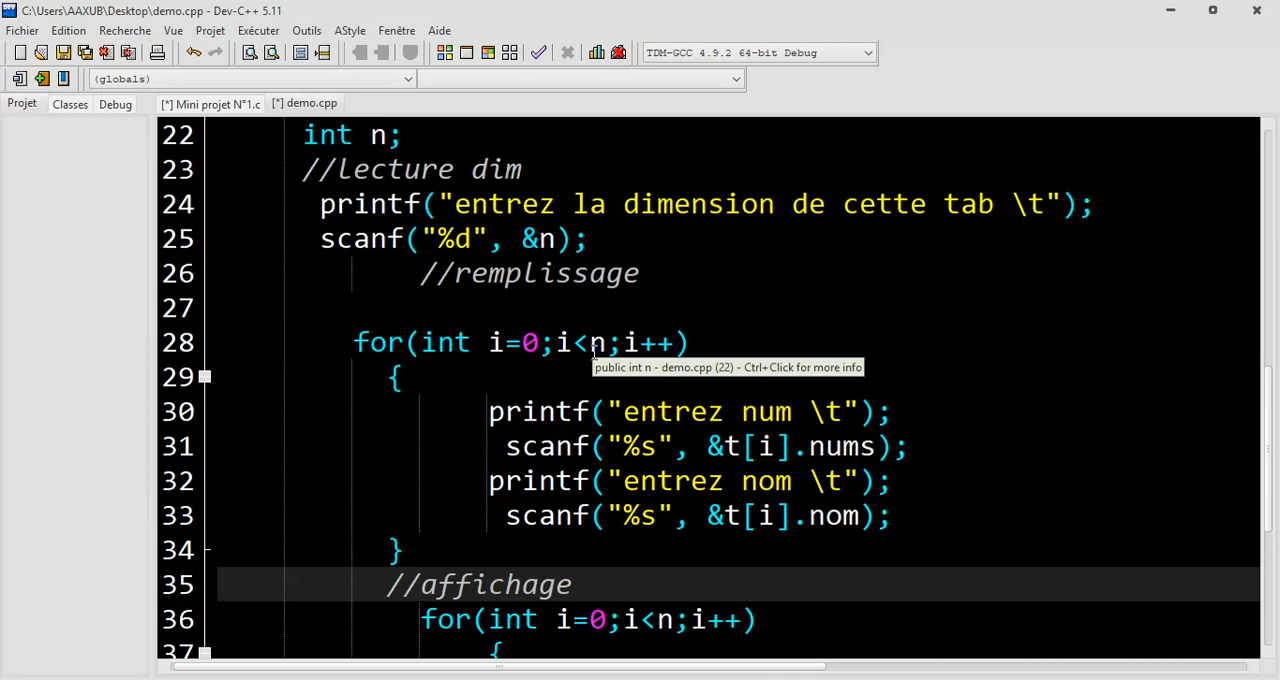 C:\Users\AAXUB\Desktop\demo.cpp - Dev-C++ 5.11
Fichier Edition Recherche Vue Projet Exécuter Outils AStyle Fenêtre Aide
TDM-GCC 4.9.2 64-bit Debug
(globals)
Projet Classes Debug [*] Mini projet N°1.c [*] demo.cpp
22 int n;
23 //lecture dim
24 printf("entrez la dimension de cette tab \t");
25 scanf("%d", &n);
26 //remplissage
27
28 for(int i=0;i<n;i++)
public int n - demo.cpp (22) - Ctrl+Click for more info
29 {
30 printf("entrez num \t");
31 scanf("%s", &t[i].nums);
32 printf("entrez nom \t");
33 scanf("%s", &t[i].nom);
34 }
35 //affichage
36 for(int i=0;i<n;i++)
37 {